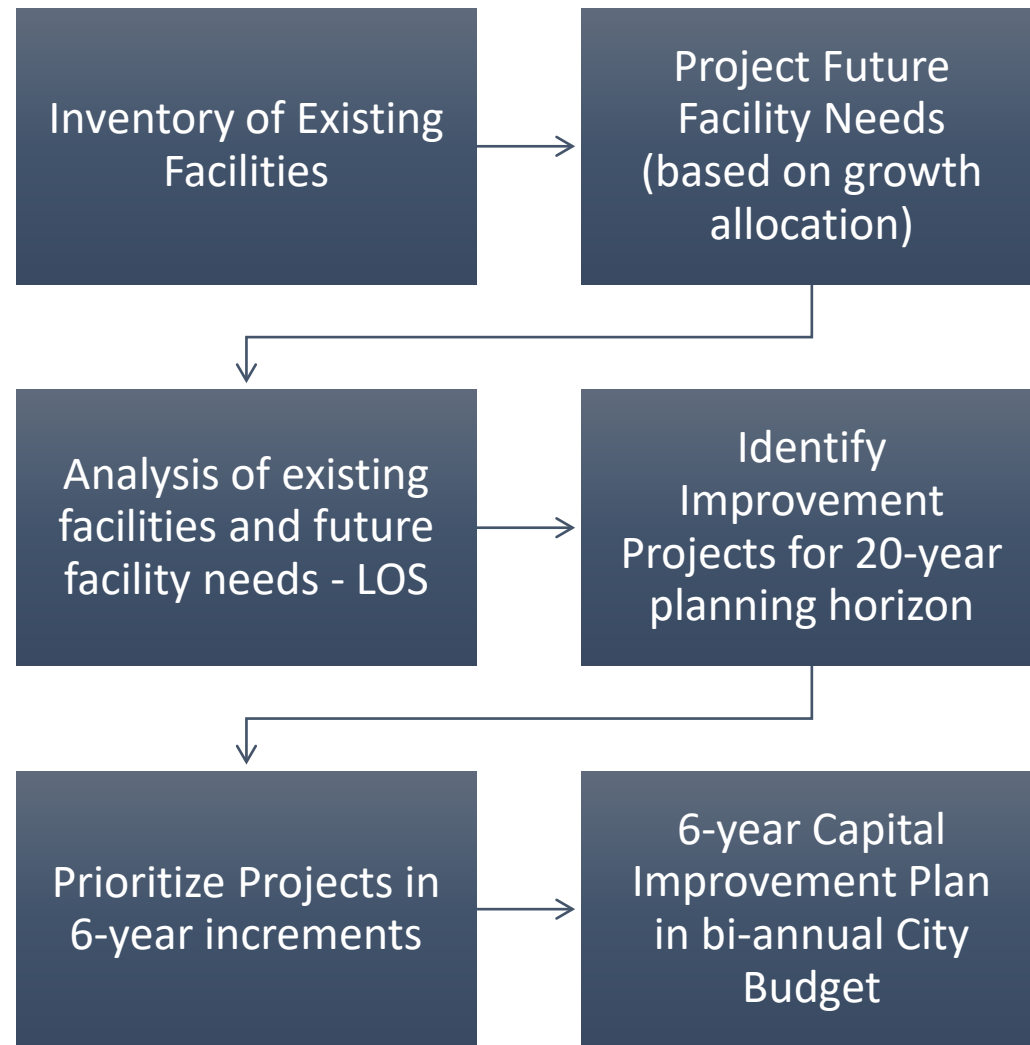 Inventory of Existing
Facilities
Project Future
Facility Needs
(based on growth
allocation)
Analysis of existing
facilities and future
facility needs - LOS
Identify
Improvement
Projects for 20-year
planning horizon
Prioritize Projects in
6-year increments
6-year Capital
Improvement Plan
in bi-annual City
Budget